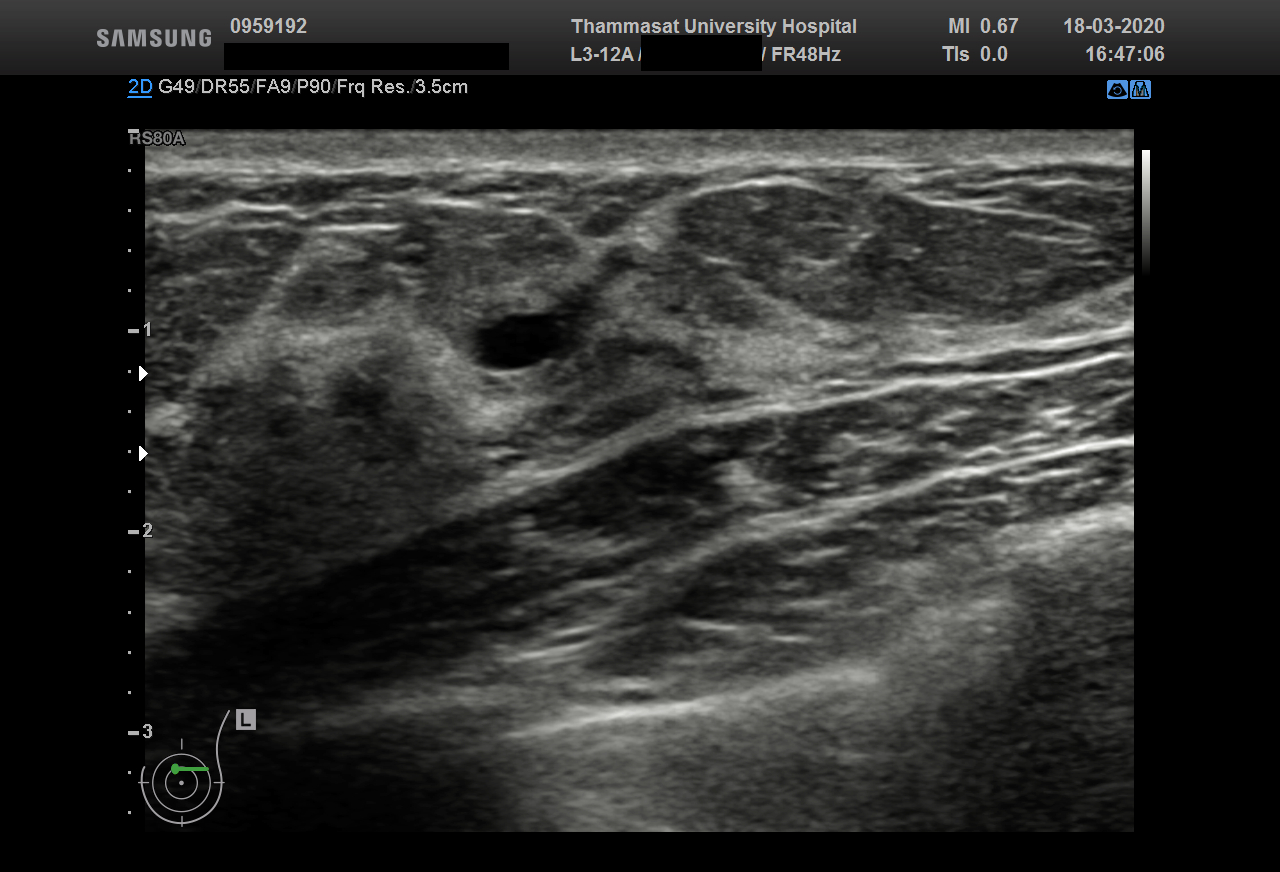 SAMSUNG
0959192
Thammasat University Hospital
MI 0.67
18-03-2020
L3-12A / / FR48Hz
TIs 0.0
16:47:06
2D G49/DR55/FA9/P90/Frq Res./3.5cm
RS80A
1
2
3
L